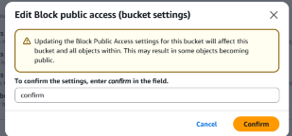 Edit Block public access (bucket settings)
Updating the Block Public Access settings for this bucket will affect this
bucket and all objects within. This may result in some objects becoming
public.
To confirm the settings, enter confirm in the field.
confirm
Cancel
Confirm